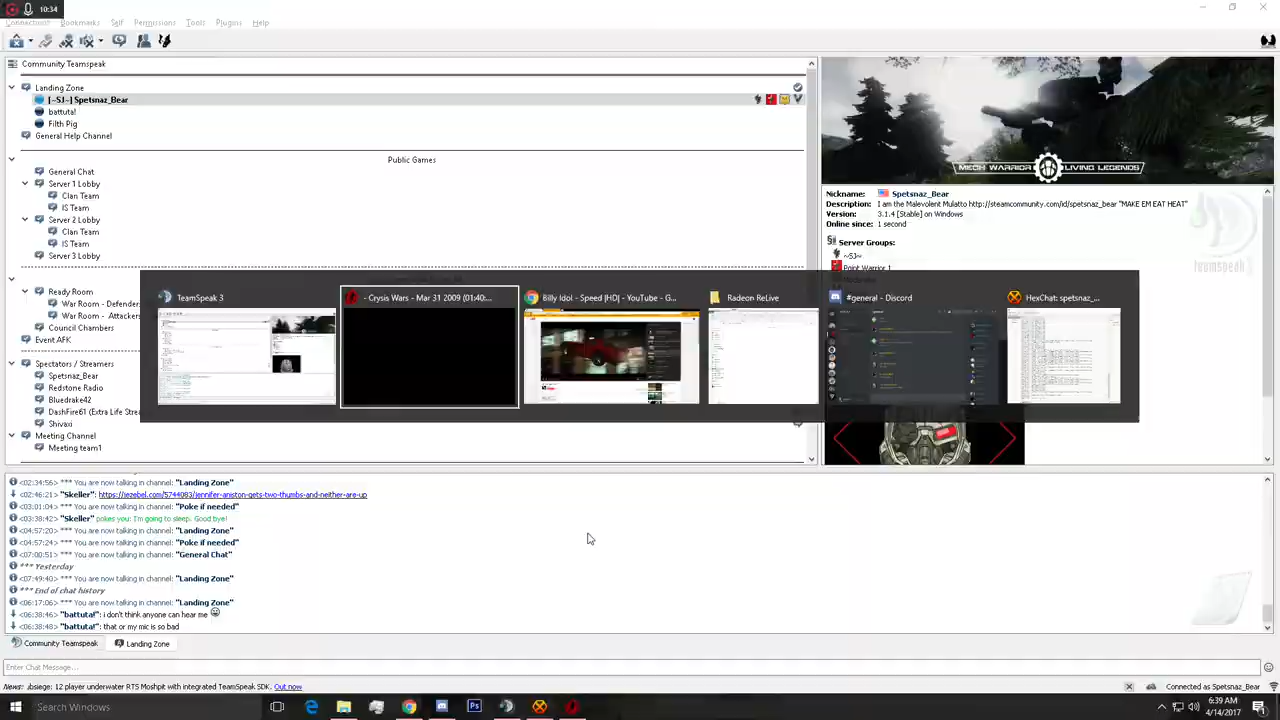 10:34
Connections Bookmarks Self Permissions Tools Plugins Help
Community Teamspeak
Landing Zone
[~SJ~] Spetsnaz_Bear
battuta!
Filth Pig
General Help Channel
Public Games
General Chat
Server 1 Lobby
Clan Team
IS Team
Server 2 Lobby
Clan Team
IS Team
Server 3 Lobby
Ready Room
War Room - Defender
War Room - Attackers
Council Chambers
Event AFK
Spectators / Streamers
Spetsnaz_Bear
Redstone Radio
Bluedrake42
DashFire61 (Extra Life Stre
Shivaxi
Meeting Channel
Meeting team1
MECH WARRIOR LIVING LEGENDS
Nickname: Spetsnaz_Bear
Description: I am the Malevolent Mulatto http://steamcommunity.com/id/spetsnaz_bear "MAKE EM EAT HEAT"
Version: 3.1.4 [Stable] on Windows
Online since: 1 second
Server Groups:
~SJ~
Point Warrior 1
teamspeak
TeamSpeak 3
- Crysis Wars - Mar 31 2009 (01:40:...
Billy Idol - Speed |HD| - YouTube - G...
Radeon ReLive
#general - Discord
HexChat: spetsnaz_...
<02:34:56> *** You are now talking in channel: "Landing Zone"
<02:46:21> "Skeller": https://jezebel.com/5744083/jennifer-aniston-gets-two-thumbs-and-neither-are-up
<03:01:04> *** You are now talking in channel: "Poke if needed"
<03:38:42> "Skeller" pokes you: I'm going to sleep. Good bye!
<04:57:20> *** You are now talking in channel: "Landing Zone"
<04:57:24> *** You are now talking in channel: "Poke if needed"
<07:00:51> *** You are now talking in channel: "General Chat"
*** Yesterday
<07:49:40> *** You are now talking in channel: "Landing Zone"
*** End of chat history
<06:17:06> *** You are now talking in channel: "Landing Zone"
<06:38:46> "battuta!": i don't think anyone can hear me
<06:38:48> "battuta!": that or my mic is so bad
Community Teamspeak Landing Zone
Enter Chat Message...
News: .ubsiege: 12 player underwater RTS Moshpit with integrated TeamSpeak SDK. Out now
Connected as Spetsnaz_Bear
Search Windows
6:39 AM
4/14/2017